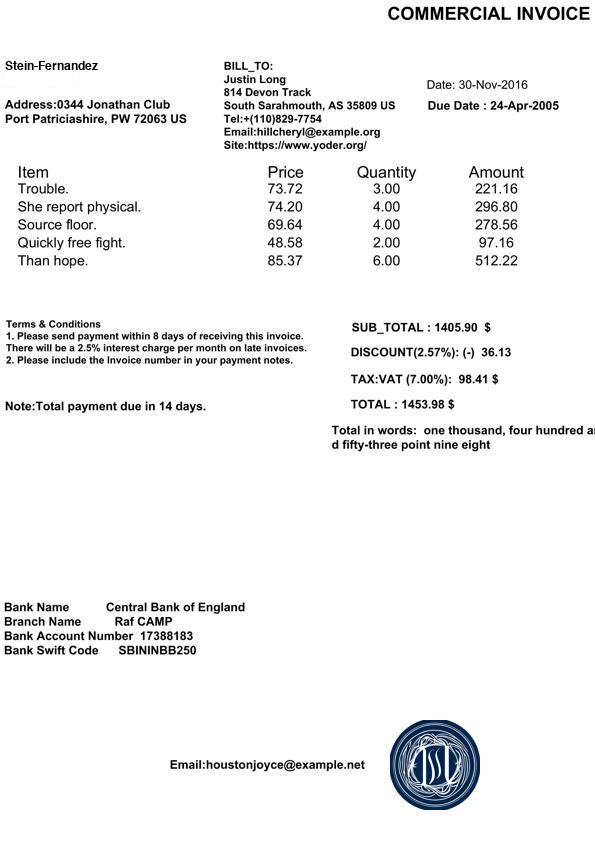 COMMERCIAL INVOICE
Stein-Fernandez
Address:0344 Jonathan Club
Port Patriciashire, PW 72063 US
BILL_TO:
Justin Long
814 Devon Track
South Sarahmouth, AS 35809 US
Tel:+(110)829-7754
Email:hillcheryl@example.org
Site:https://www.yoder.org/
Date: 30-Nov-2016
Due Date : 24-Apr-2005
Item Price Quantity Amount
Trouble. 73.72 3.00 221.16
She report physical. 74.20 4.00 296.80
Source floor. 69.64 4.00 278.56
Quickly free fight. 48.58 2.00 97.16
Than hope. 85.37 6.00 512.22
Terms & Conditions
1. Please send payment within 8 days of receiving this invoice.
There will be a 2.5% interest charge per month on late invoices.
2. Please include the Invoice number in your payment notes.
Note:Total payment due in 14 days.
SUB_TOTAL : 1405.90 $
DISCOUNT(2.57%): (-) 36.13
TAX:VAT (7.00%): 98.41 $
TOTAL : 1453.98 $
Total in words: one thousand, four hundred an
d fifty-three point nine eight
Bank Name Central Bank of England
Branch Name Raf CAMP
Bank Account Number 17388183
Bank Swift Code SBININBB250
Email:houstonjoyce@example.net